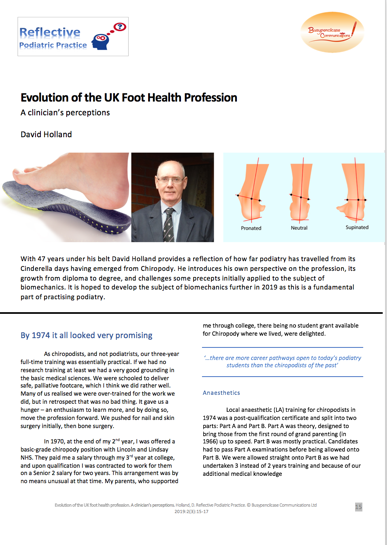 Reflective
Podiatric Practice
Busypencilcase
Communications
Evolution of the UK Foot Health Profession
A clinician's perceptions
David Holland
Pronated
Neutral
Supinated
With 47 years under his belt David Holland provides a reflection of how far podiatry has travelled from its
Cinderella days having emerged from Chiropody. He introduces his own perspective on the profession, its
growth from diploma to degree, and challenges some precepts initially applied to the subject of
biomechanics. It is hoped to develop the subject of biomechanics further in 2019 as this is a fundamental
part of practising podiatry.
By 1974 it all looked very promising
As chiropodists, and not podiatrists, our three-year
full-time training was essentially practical. If we had no
research training at least we had a very good grounding in
the basic medical sciences. We were schooled to deliver
safe, palliative footcare, which I think we did rather well.
Many of us realised we were over-trained for the work we
did, but in retrospect that was no bad thing. It gave us a
hunger – an enthusiasm to learn more, and by doing so,
move the profession forward. We pushed for nail and skin
surgery initially, then bone surgery.
In 1970, at the end of my 2nd year, I was offered a
basic-grade chiropody position with Lincoln and Lindsay
NHS. They paid me a salary through my 3rd year at college,
and upon qualification I was contracted to work for them
on a Senior 2 salary for two years. This arrangement was by
no means unusual at that time. My parents, who supported
me through college, there being no student grant available
for Chiropody where we lived, were delighted.
'…there are more career pathways open to today's podiatry
students than the chiropodists of the past'
Anaesthetics
Local anaesthetic (LA) training for chiropodists in
1974 was a post-qualification certificate and split into two
parts: Part A and Part B. Part A was theory, designed to
bring those from the first round of grand parenting (in
1966) up to speed. Part B was mostly practical. Candidates
had to pass Part A examinations before being allowed onto
Part B. We were allowed straight onto Part B as we had
undertaken 3 instead of 2 years training and because of our
additional medical knowledge
Evolution of the UK foot health profession. A clinician's perceptions. Holland, D. Reflective Podiatric Practice. © Busypencilcase Communications Ltd
2019:2(3):15-17